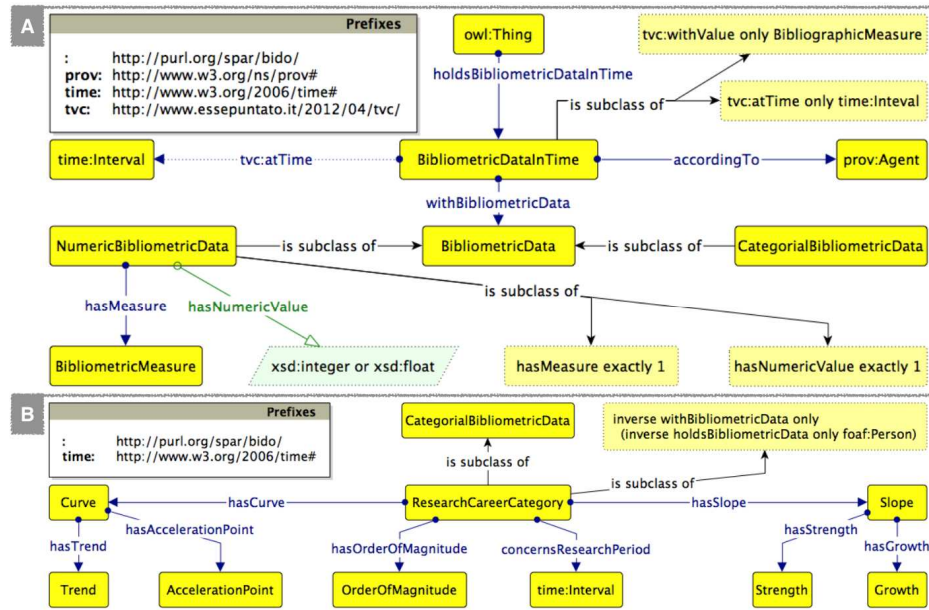 A
Prefixes
: http://purl.org/spar/bido/
prov: http://www.w3.org/ns/prov#
time: http://www.w3.org/2006/time#
tvc: http://www.essepuntato.it/2012/04/tvc/
owl:Thing
tvc:withValue only BibliographicMeasure
holdsBibliometricDataInTime
is subclass of
tvc:atTime only time:Inteval
time:Interval
tvc:atTime
BibliometricDataInTime
accordingTo
prov:Agent
withBibliometricData
NumericBibliometricData
is subclass of
BibliometricData
is subclass of
CategorialBibliometricData
is subclass of
hasMeasure
hasNumericValue
BibliometricMeasure
xsd:integer or xsd:float
hasMeasure exactly 1
hasNumericValue exactly 1
B
Prefixes
: http://purl.org/spar/bido/
time: http://www.w3.org/2006/time#
CategorialBibliometricData
inverse withBibliometricData only
(inverse holdsBibliometricData only foaf:Person)
is subclass of
is subclass of
Curve
hasCurve
ResearchCareerCategory
hasSlope
Slope
hasAccelerationPoint
hasStrength
hasTrend
hasOrderOfMagnitude
concernsResearchPeriod
hasGrowth
Trend
AccelerationPoint
OrderOfMagnitude
time:Interval
Strength
Growth